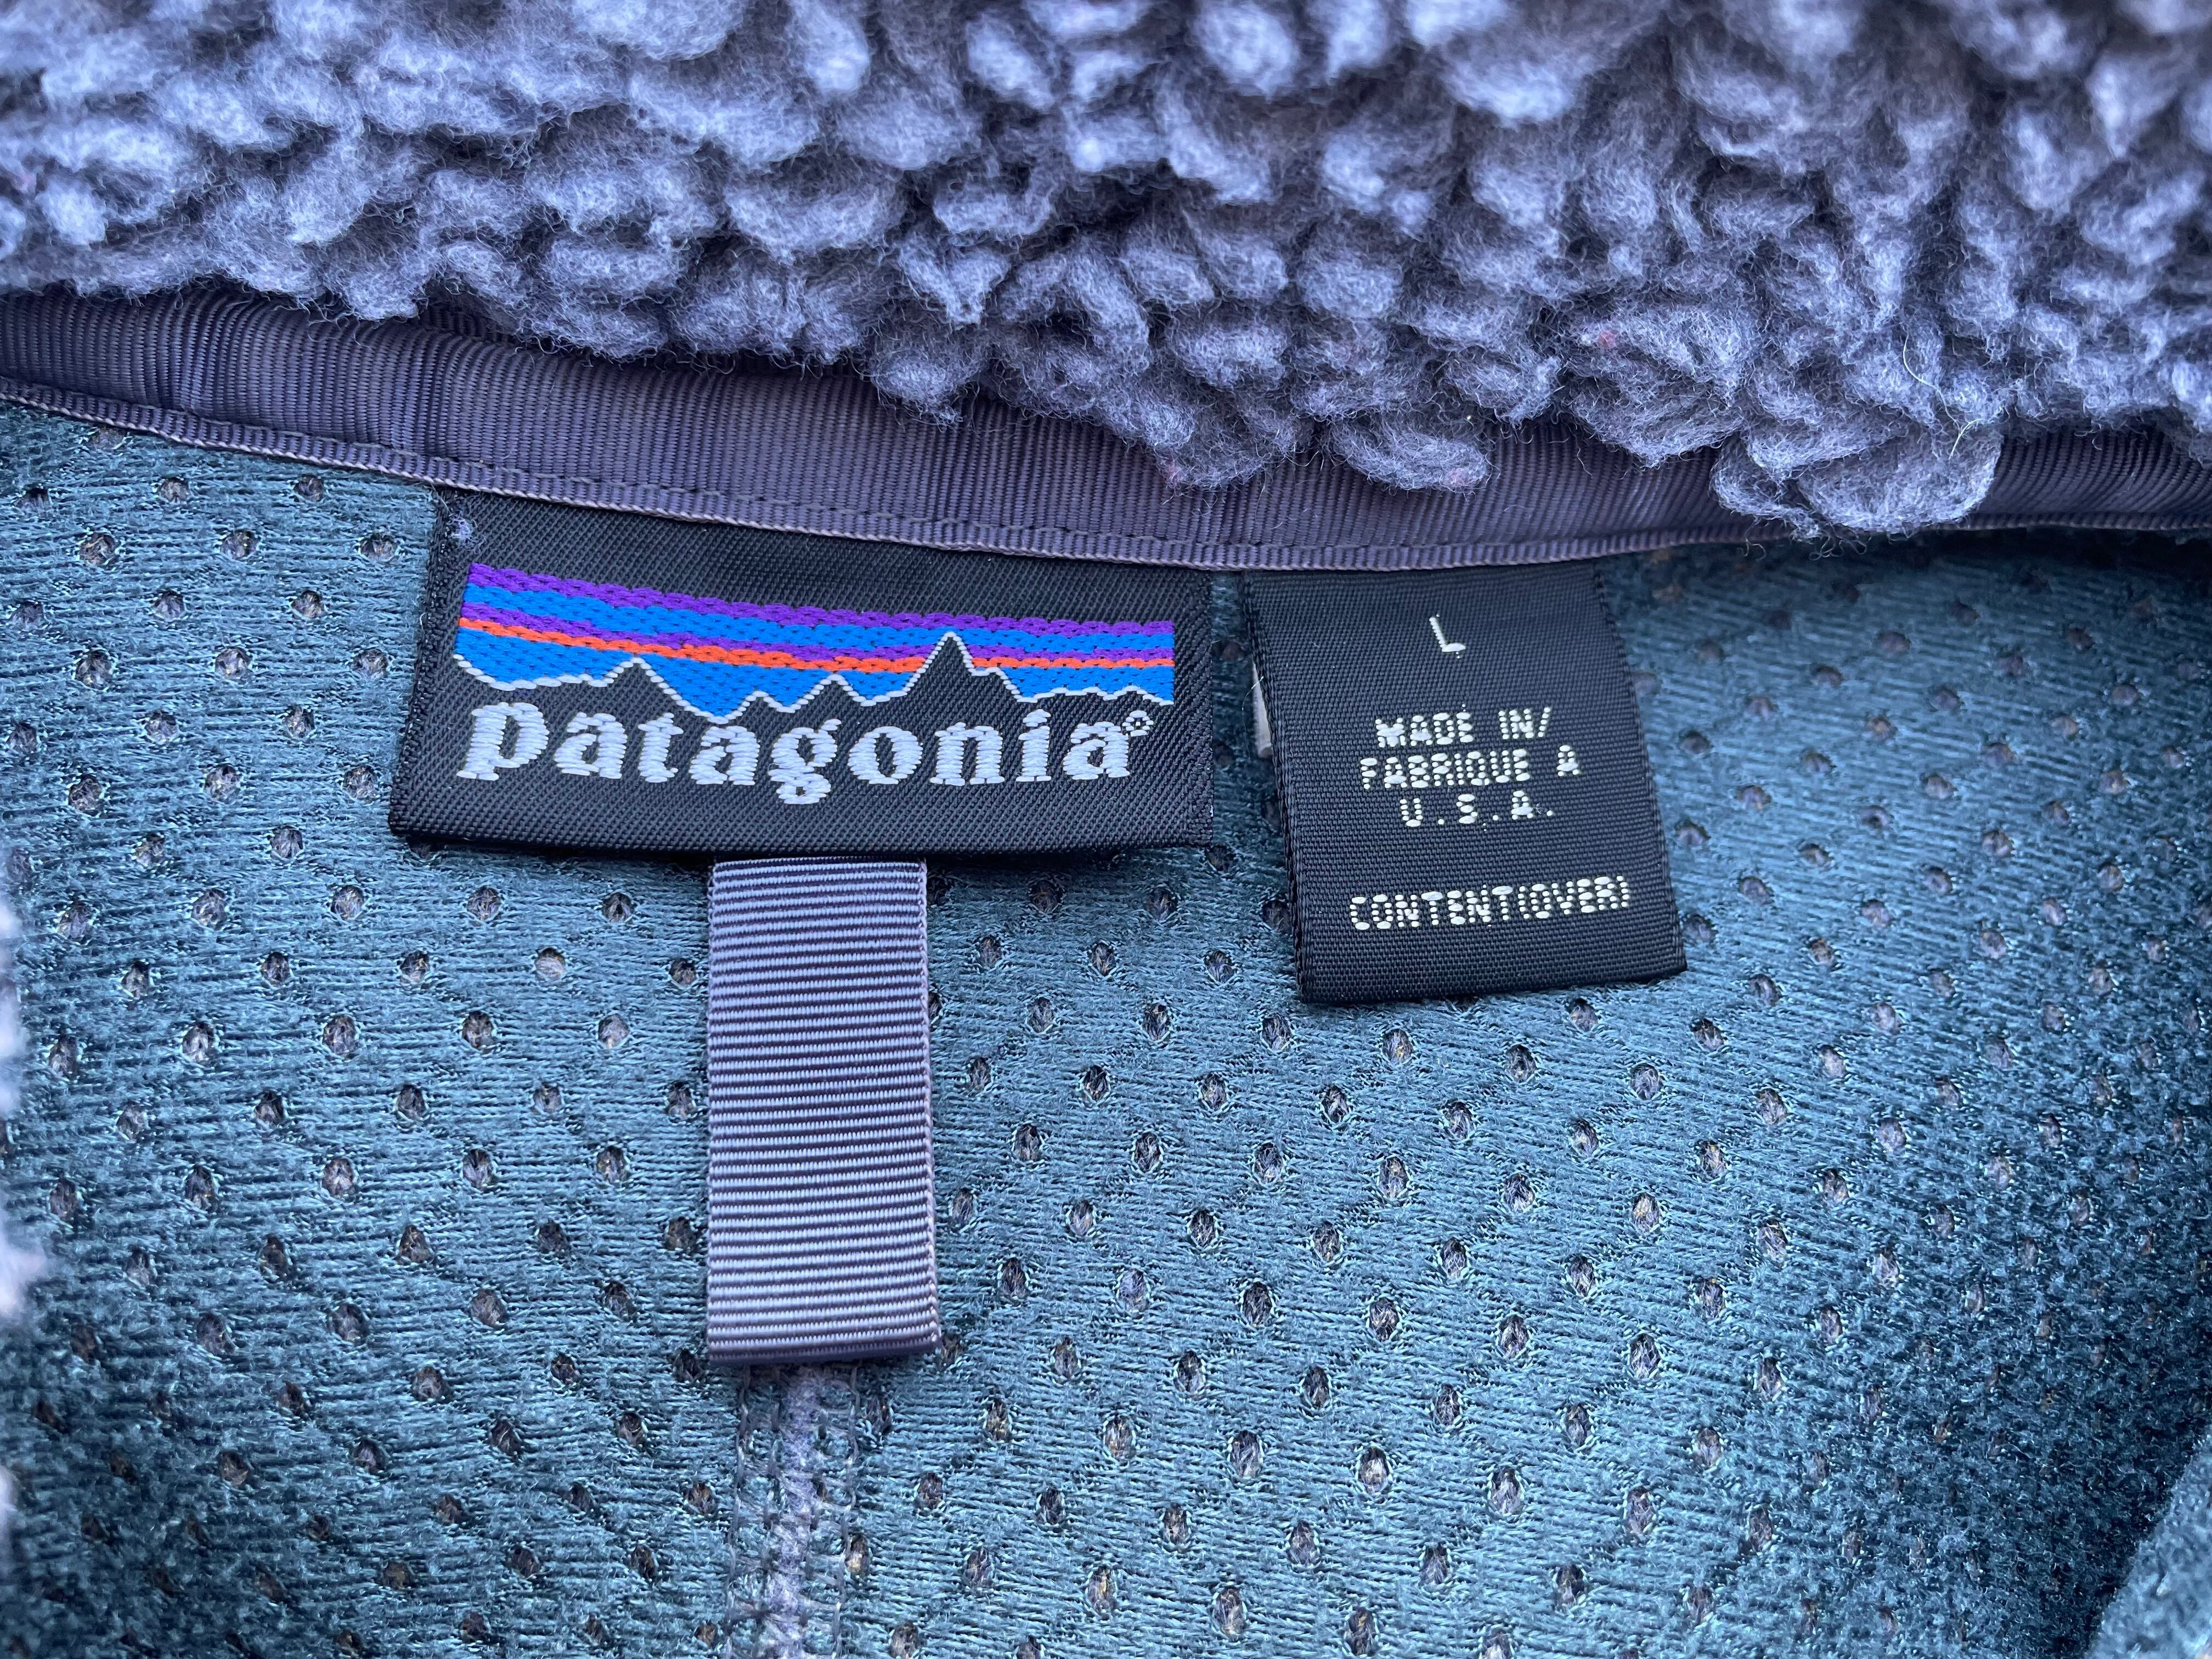 patagonia®
L
MADE IN/
FABRIQUE A
U.S.A.
CONTENT(OVER)